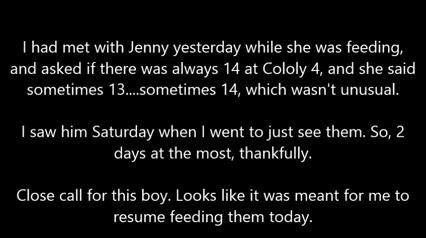 I had met with Jenny yesterday while she was feeding,
and asked if there was always 14 at Cololy 4, and she said
sometimes 13....sometimes 14, which wasn't unusual.
I saw him Saturday when I went to just see them. So, 2
days at the most, thankfully.
Close call for this boy. Looks like it was meant for me to
resume feeding them today.